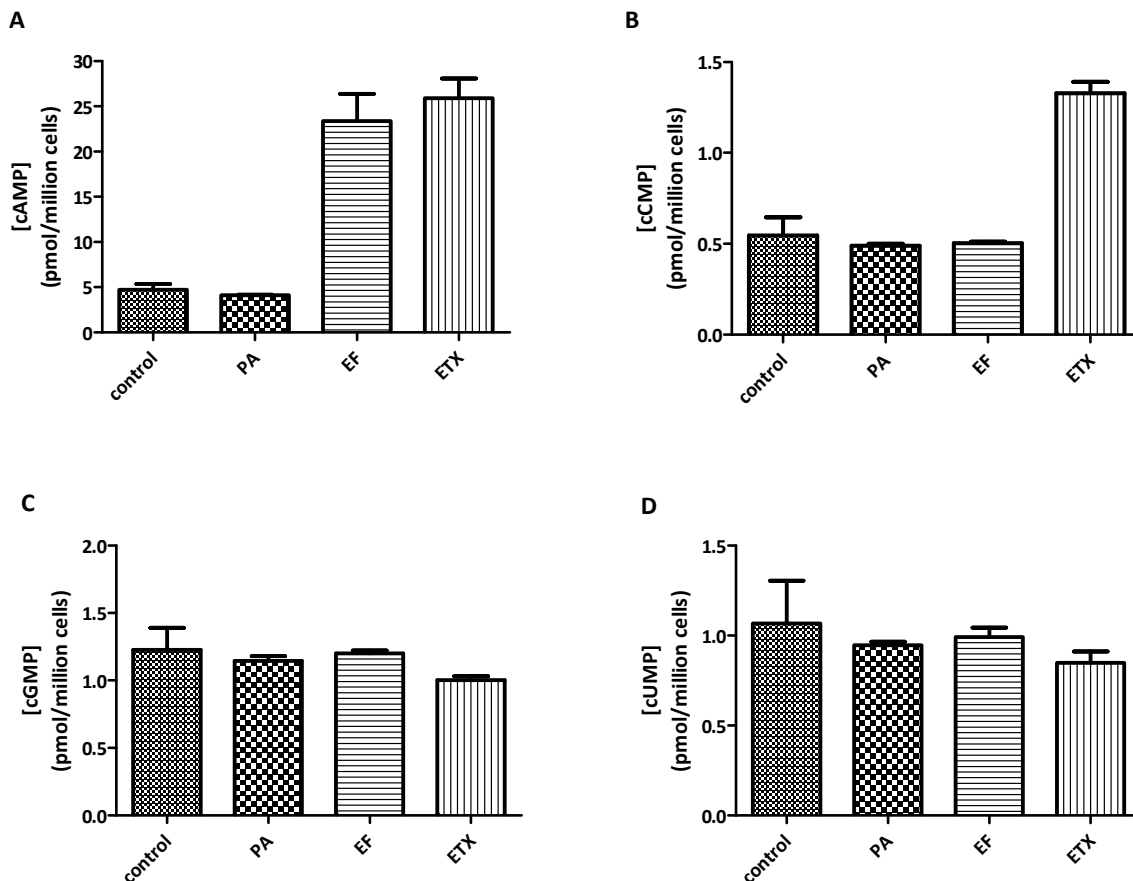 A
[cAMP]
(pmol/million cells)
30
25
20
15
10
5
0
control
PA
EF
ETX
B
[cCMP]
(pmol/million cells)
1.5
1.0
0.5
0.0
control
PA
EF
ETX
C
[cGMP]
(pmol/million cells)
2.0
1.5
1.0
0.5
0.0
control
PA
EF
ETX
D
[cUMP]
(pmol/million cells)
1.5
1.0
0.5
0.0
control
PA
EF
ETX